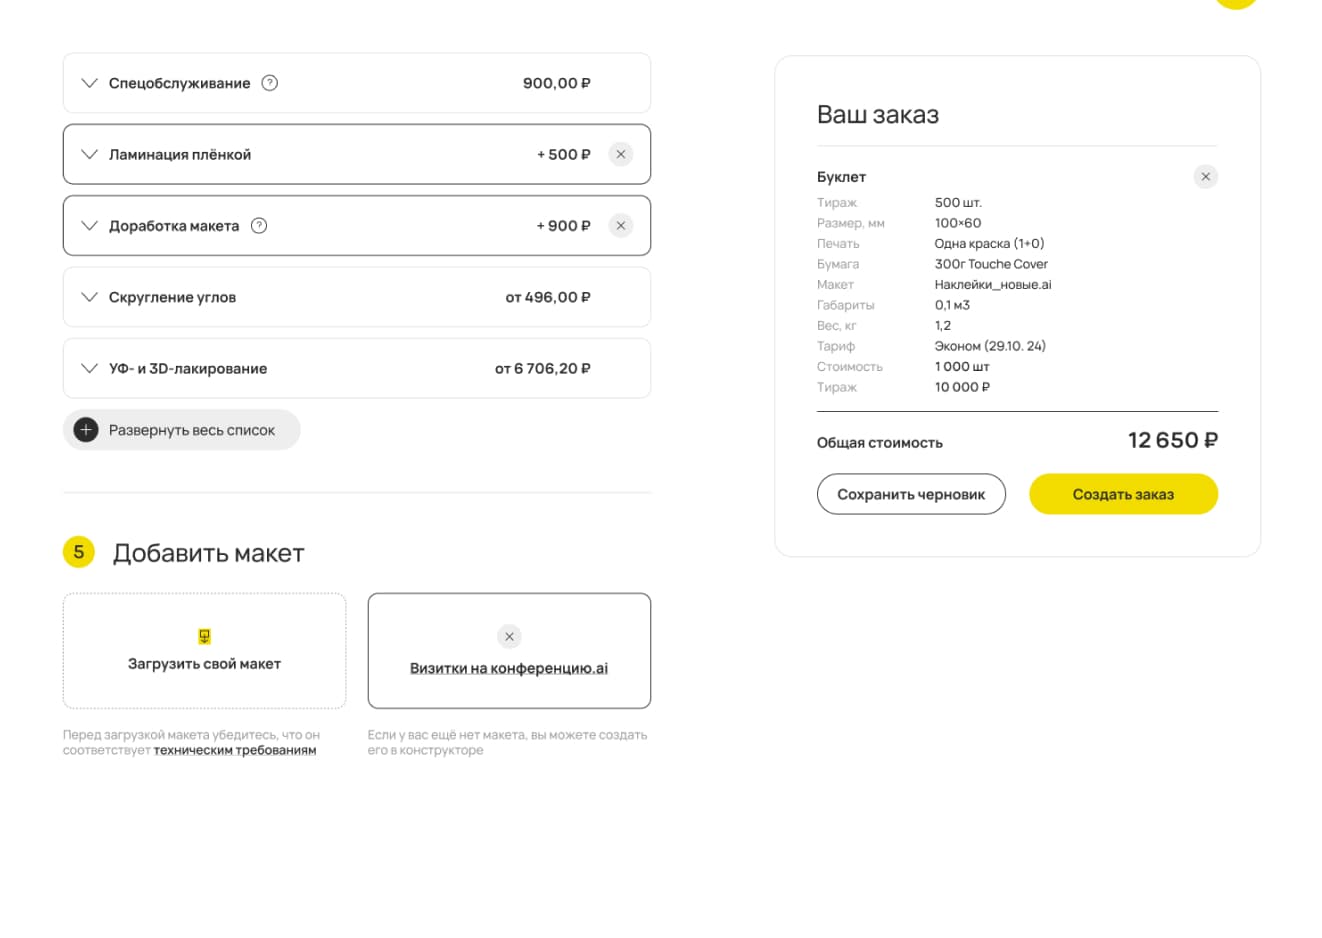 Спецобслуживание ? 900,00 ₽
Ламинация плёнкой + 500 ₽
Доработка макета ? + 900 ₽
Скругление углов от 496,00 ₽
УФ- и 3D-лакирование от 6 706,20 ₽
Развернуть весь список
5 Добавить макет
Загрузить свой макет
Визитки на конференцию.ai
Перед загрузкой макета убедитесь, что он
соответствует техническим требованиям
Если у вас ещё нет макета, вы можете создать
его в конструкторе
Ваш заказ
Буклет
Тираж 500 шт.
Размер, мм 100×60
Печать Одна краска (1+0)
Бумага 300г Touche Cover
Макет Наклейки_новые.ai
Габариты 0,1 м3
Вес, кг 1,2
Тариф Эконом (29.10. 24)
Стоимость 1 000 шт
Тираж 10 000 ₽
Общая стоимость 12 650 ₽
Сохранить черновик
Создать заказ